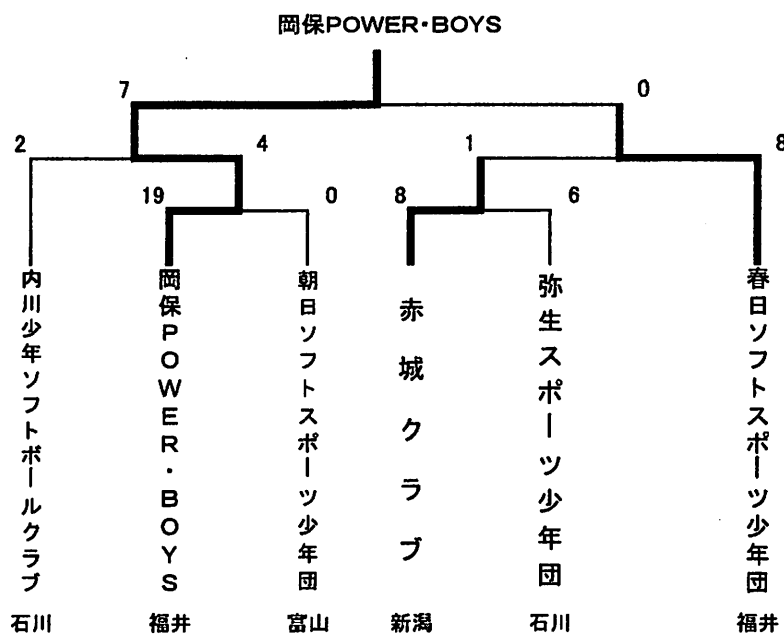 岡保POWER・BOYS
7 0
2 4 1 8
19 0 8 6
内川少年ソフトボールクラブ
岡保POWER・BOYS
朝日ソフトスポーツ少年団
赤城クラブ
弥生スポーツ少年団
春日ソフトスポーツ少年団
石川 福井 富山 新潟 石川 福井